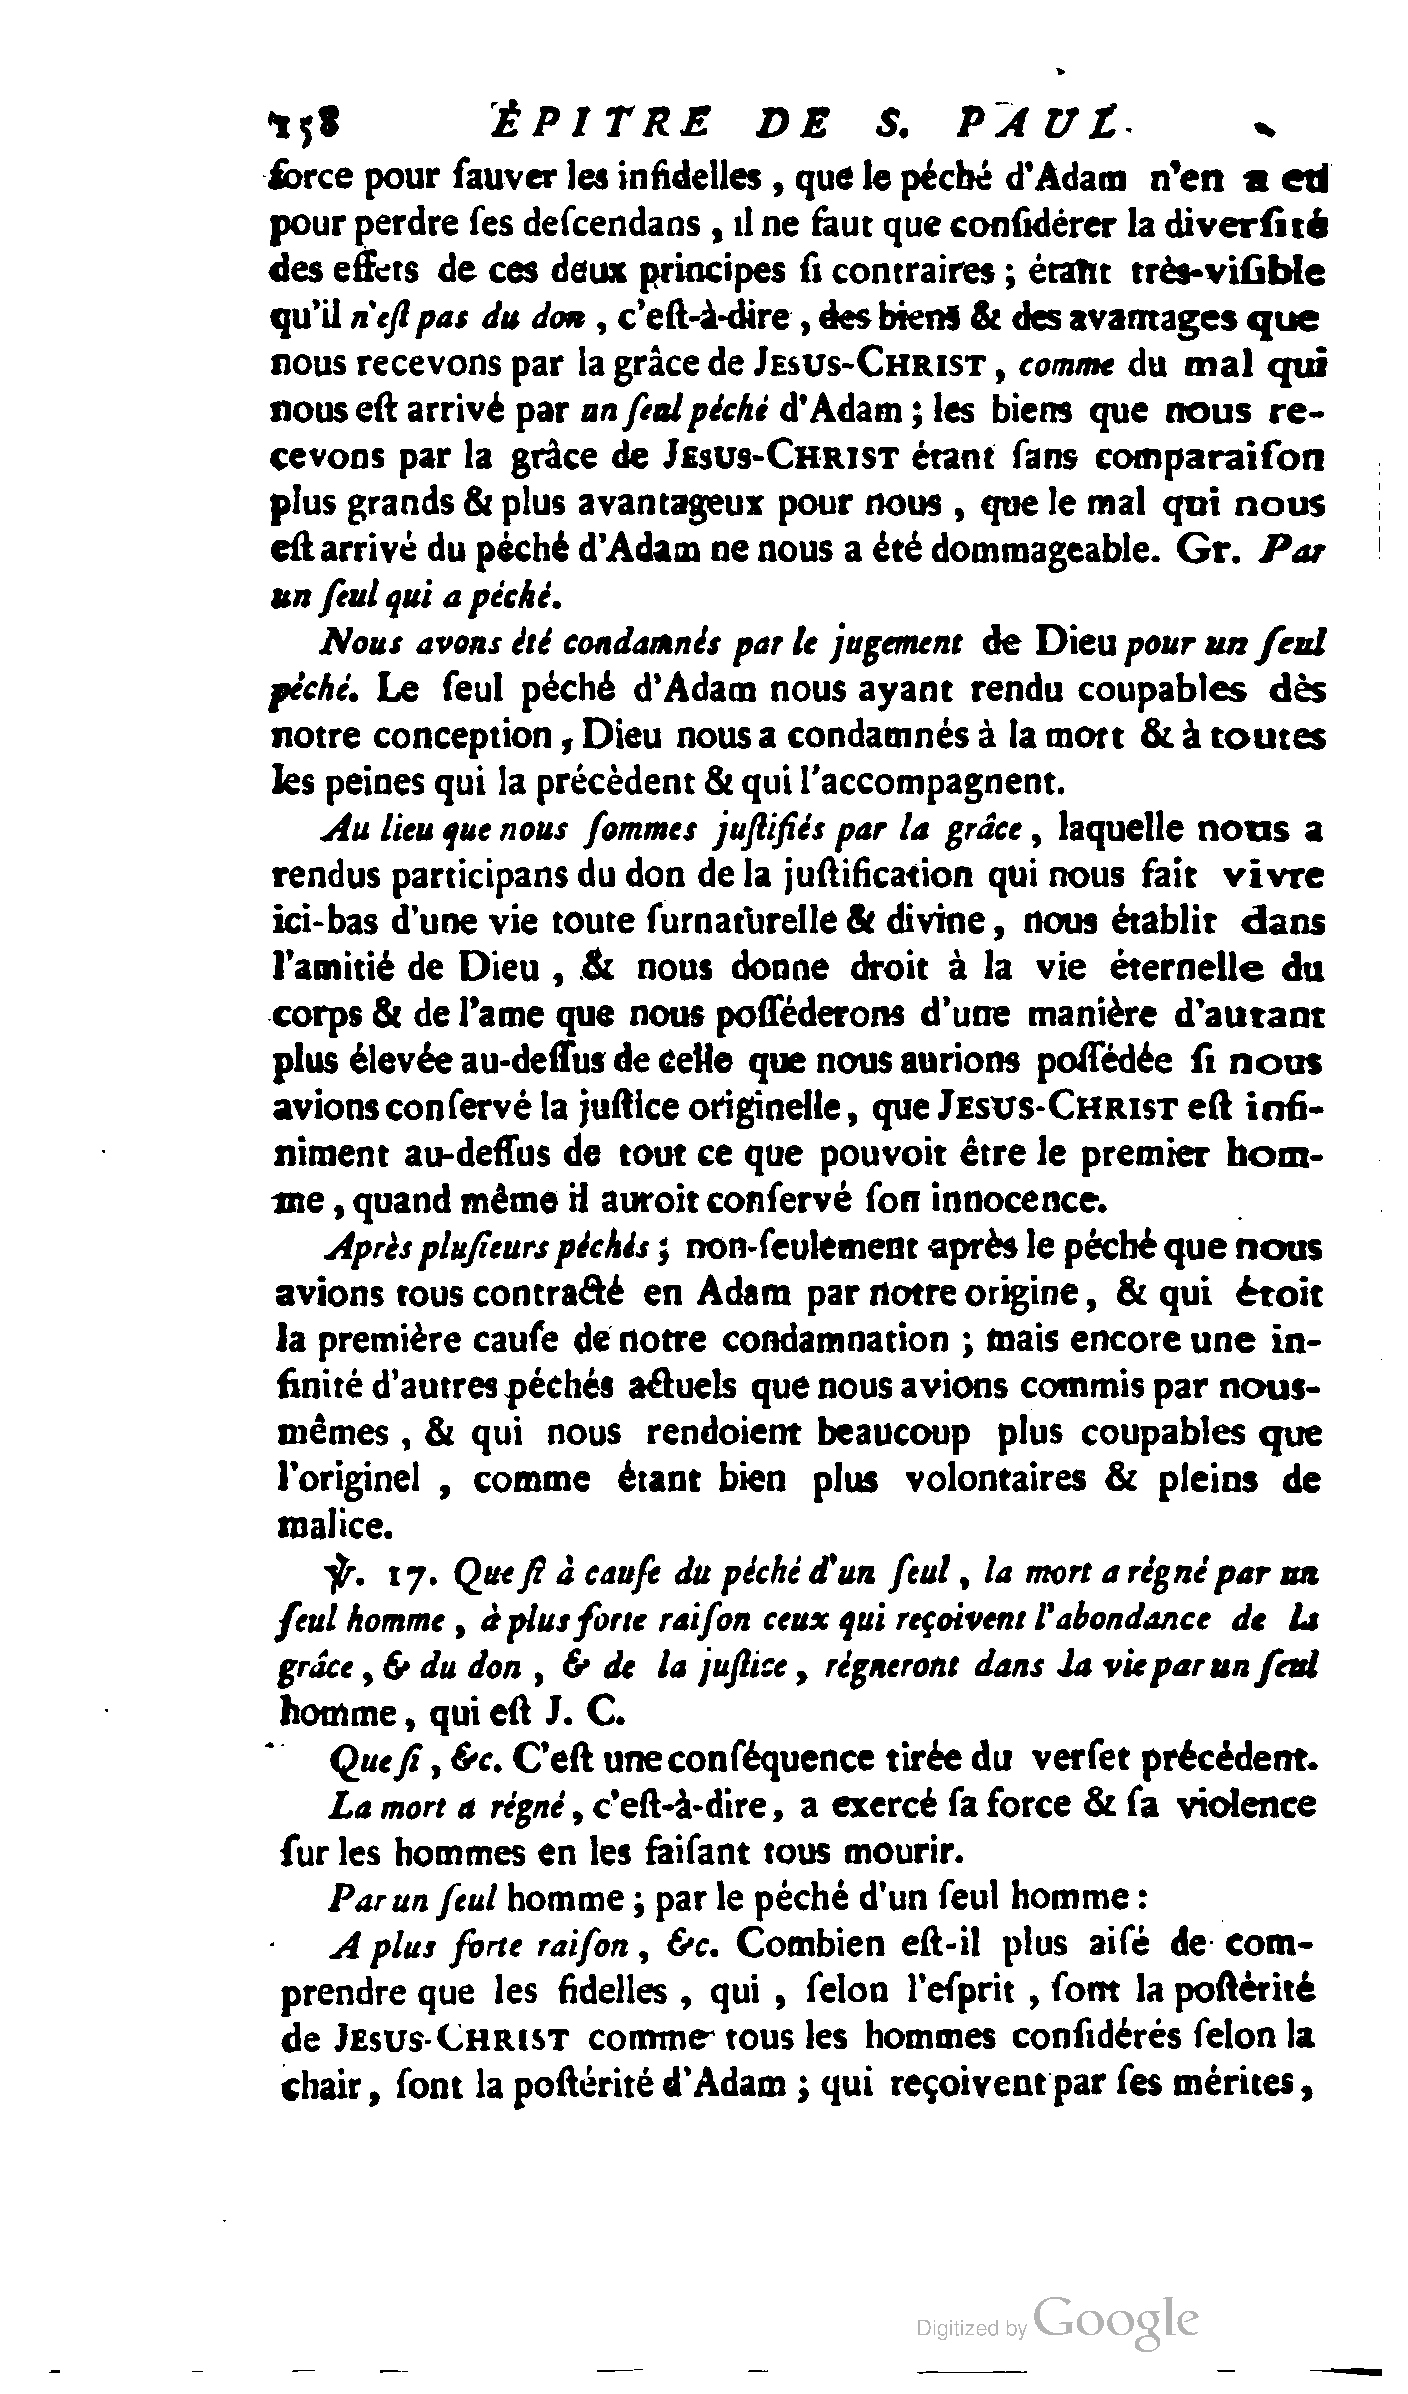 158 ÉPITRE DE S. PAUL.
force pour ſauver les infidelles, que le péché d'Adam n'en a eu
pour perdre ſes deſcendans, il ne faut que conſidérer la diverſité
des effets de ces deux principes ſi contraires; étant très-viſible
qu'il n'eſt pas du don, c'eſt-à-dire, des biens & des avantages que
nous recevons par la grâce de JESUS-CHRIST, comme du mal qui
nous eſt arrivé par un ſeul péché d'Adam; les biens que nous re-
cevons par la grâce de JESUS-CHRIST étant ſans comparaiſon
plus grands & plus avantageux pour nous, que le mal qui nous
eſt arrivé du péché d'Adam ne nous a été dommageable. Gr. Par
un ſeul qui a péché.
Nous avons été condamnés par le jugement de Dieu pour un ſeul
péché. Le ſeul péché d'Adam nous ayant rendu coupables dès
notre conception, Dieu nous a condamnés à la mort & à toutes
les peines qui la précèdent & qui l'accompagnent.
Au lieu que nous ſommes juſtifiés par la grâce, laquelle nous a
rendus participans du don de la juſtification qui nous fait vivre
ici-bas d'une vie toute ſurnaturelle & divine, nous établit dans
l'amitié de Dieu, & nous donne droit à la vie éternelle du
corps & de l'ame que nous poſſéderons d'une manière d'autant
plus élevée au-deſſus de celle que nous aurions poſſédée ſi nous
avions conſervé la juſtice originelle, que JESUS-CHRIST eſt infi-
niment au-deſſus de tout ce que pouvoit être le premier hom-
me, quand même il auroit conſervé ſon innocence.
Après pluſieurs péchés; non-ſeulement après le péché que nous
avions tous contracté en Adam par notre origine, & qui étoit
la première cauſe de notre condamnation; mais encore une in-
finité d'autres péchés actuels que nous avions commis par nous-
mêmes, & qui nous rendoient beaucoup plus coupables que
l'originel, comme étant bien plus volontaires & pleins de
malice.
℣. 17. Que ſi à cauſe du péché d'un ſeul, la mort a régné par un
ſeul homme, à plus forte raiſon ceux qui reçoivent l'abondance de la
grâce, & du don, & de la juſtice, régneront dans la vie par un ſeul
homme, qui eſt J. C.
Que ſi, &c. C'eſt une conſéquence tirée du verſet précédent.
La mort a régné, c'eſt-à-dire, a exercé ſa force & ſa violence
ſur les hommes en les faiſant tous mourir.
Par un ſeul homme; par le péché d'un ſeul homme:
A plus forte raiſon, &c. Combien eſt-il plus aiſé de com-
prendre que les fidelles, qui, ſelon l'eſprit, ſont la poſtérité
de JESUS-CHRIST comme tous les hommes conſidérés ſelon la
chair, ſont la poſtérité d'Adam; qui reçoivent par ſes mérites,
Digitized by Google